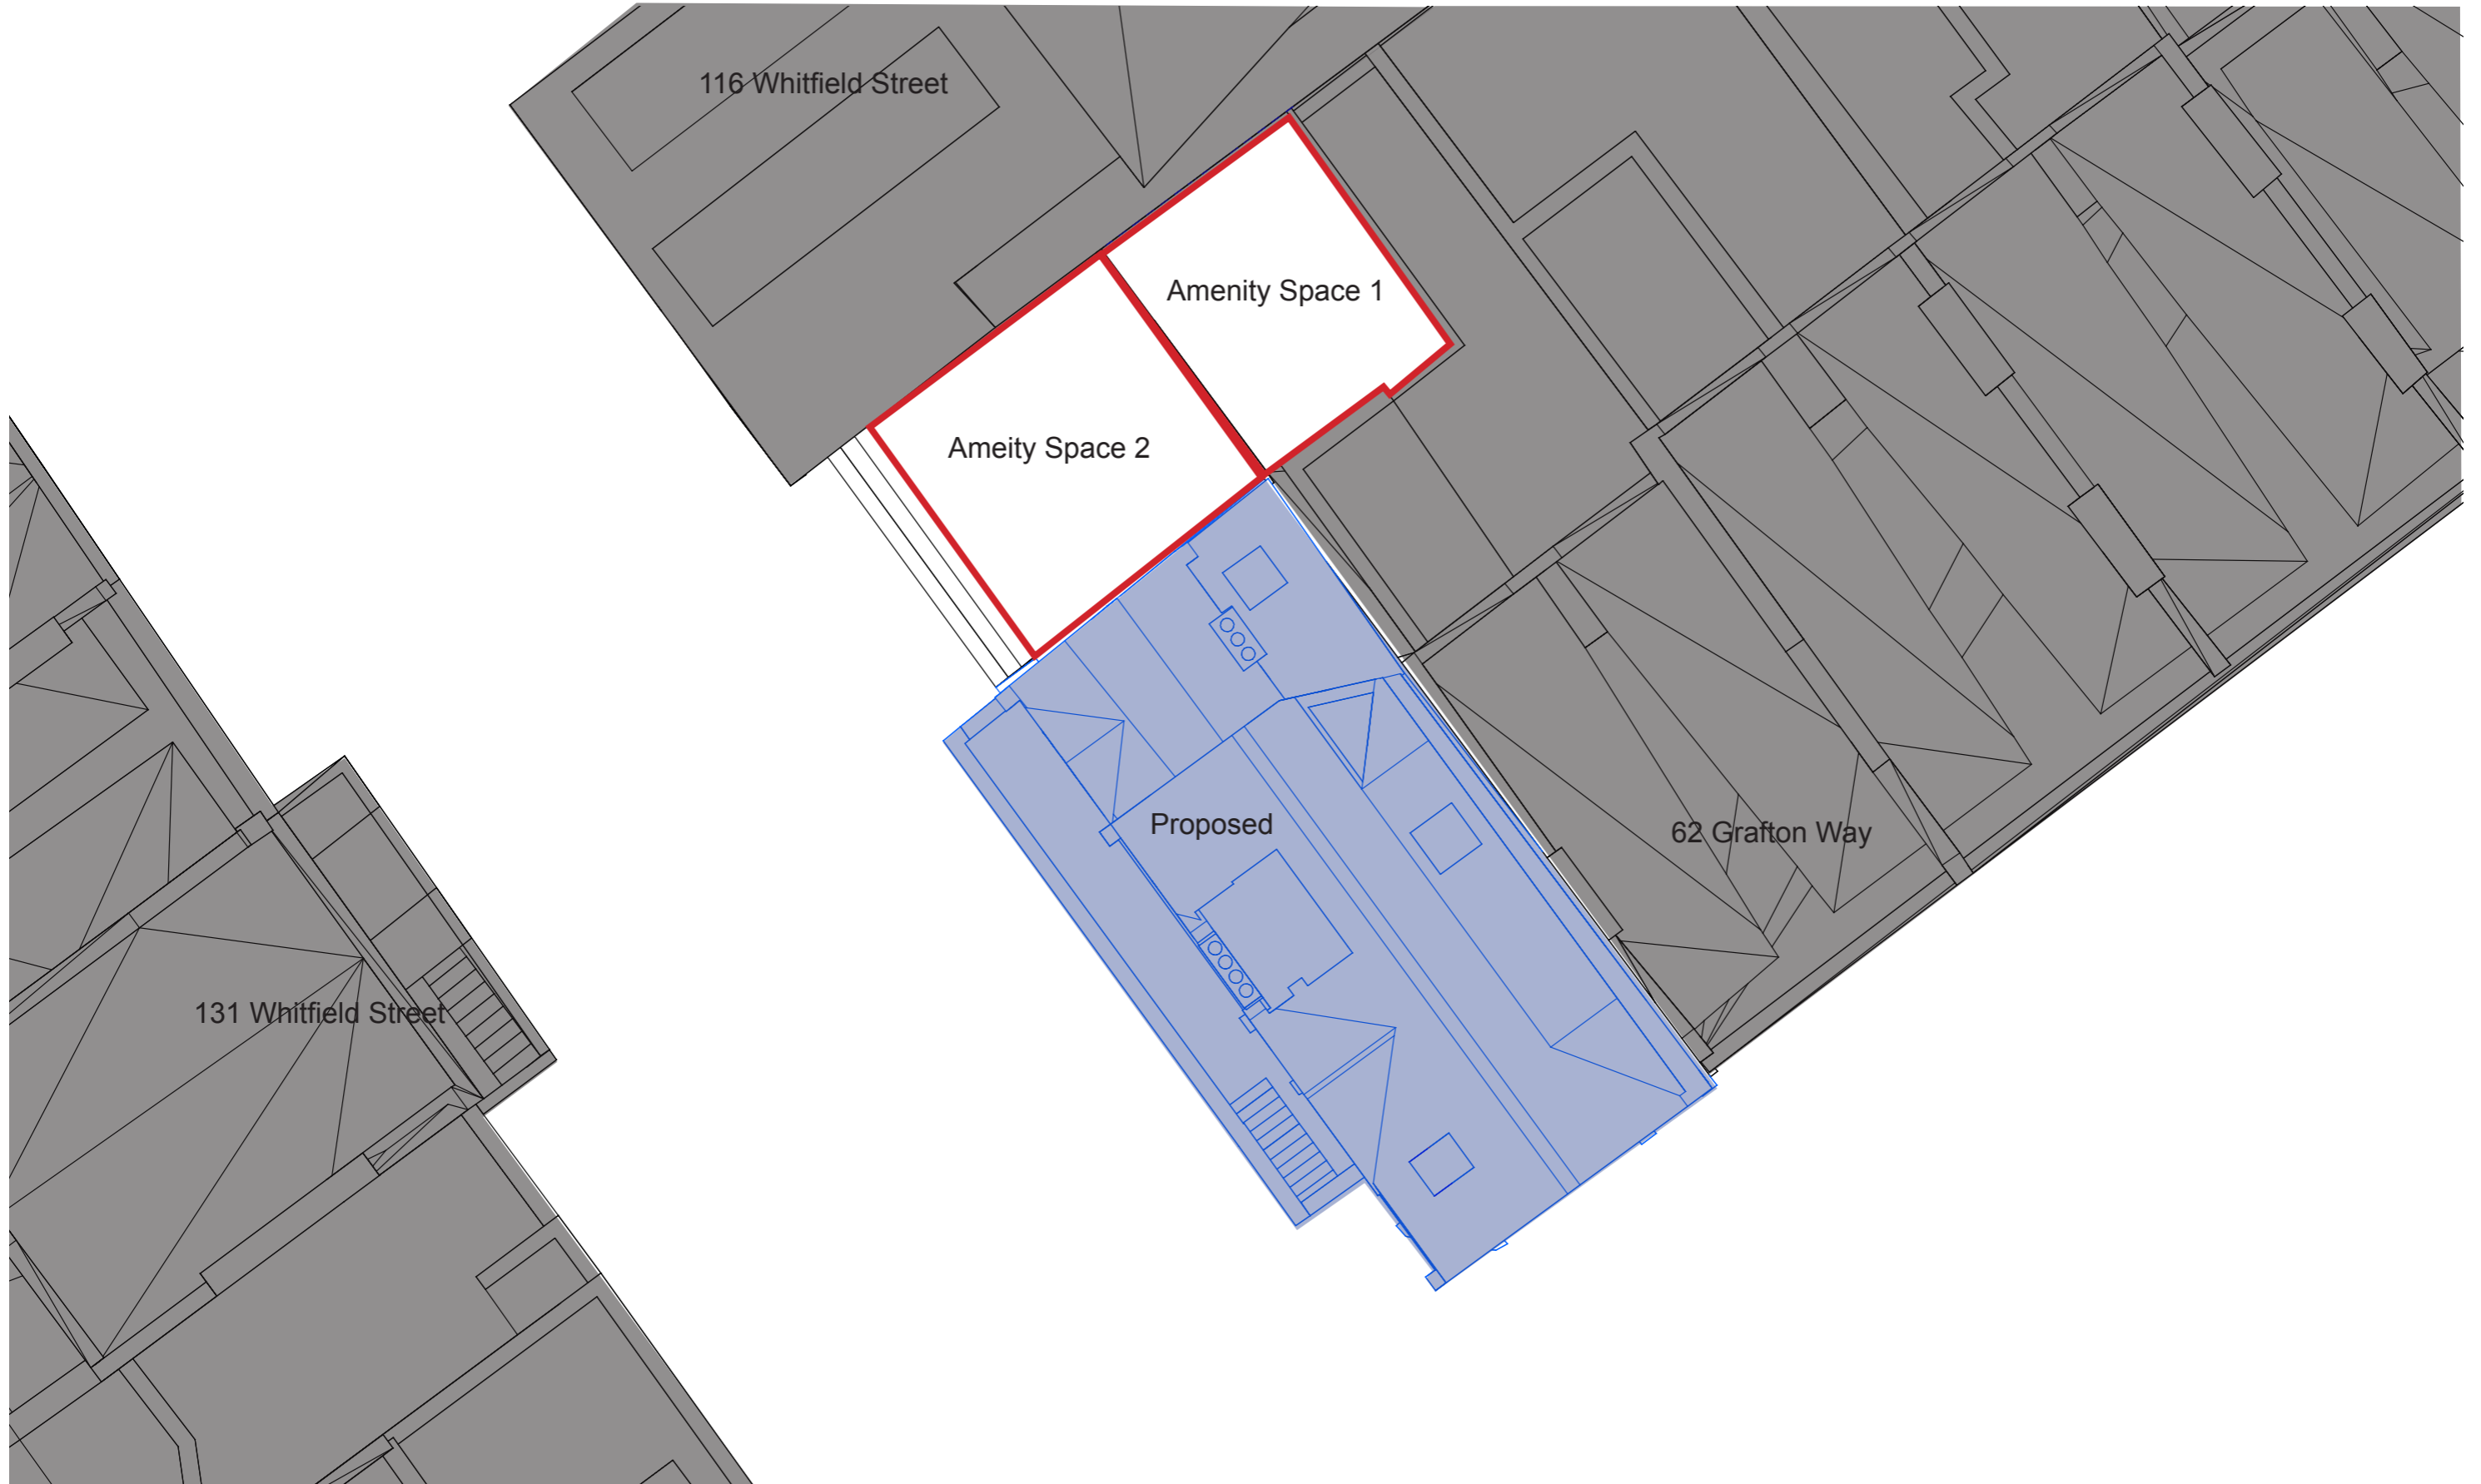 116 Whitfield Street
Amenity Space 1
Ameity Space 2
Proposed
62 Grafton Way
131 Whitfield Street